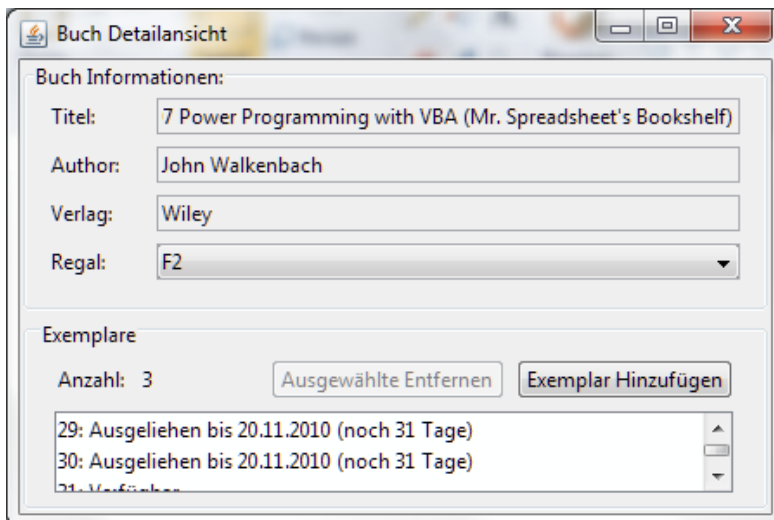 Buch Detailansicht
Buch Informationen:
Titel: 7 Power Programming with VBA (Mr. Spreadsheet's Bookshelf)
Author: John Walkenbach
Verlag: Wiley
Regal: F2
Exemplare
Anzahl: 3 Ausgewählte Entfernen Exemplar Hinzufügen
29: Ausgeliehen bis 20.11.2010 (noch 31 Tage)
30: Ausgeliehen bis 20.11.2010 (noch 31 Tage)
31: Verfügbar